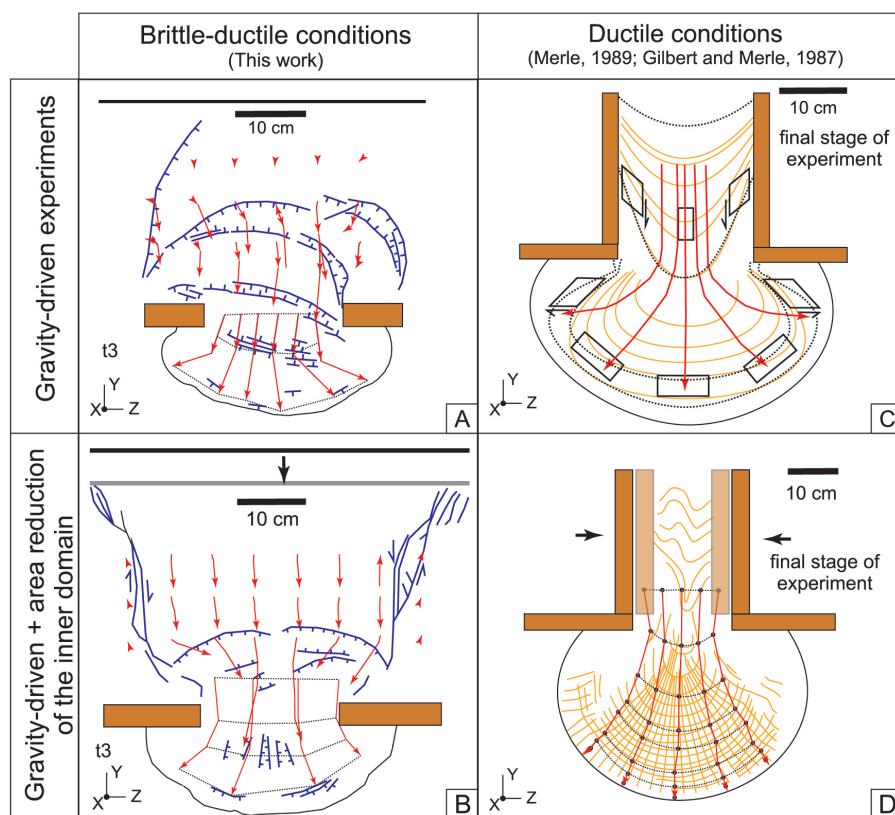 Brittle-ductile conditions
(This work)
Ductile conditions
(Merle, 1989; Gilbert and Merle, 1987)
Gravity-driven experiments
10 cm
t3
Y
X
Z
A
10 cm
final stage of
experiment
Y
X
Z
C
Gravity-driven + area reduction
of the inner domain
10 cm
t3
Y
X
Z
B
10 cm
final stage of
experiment
Y
X
Z
D